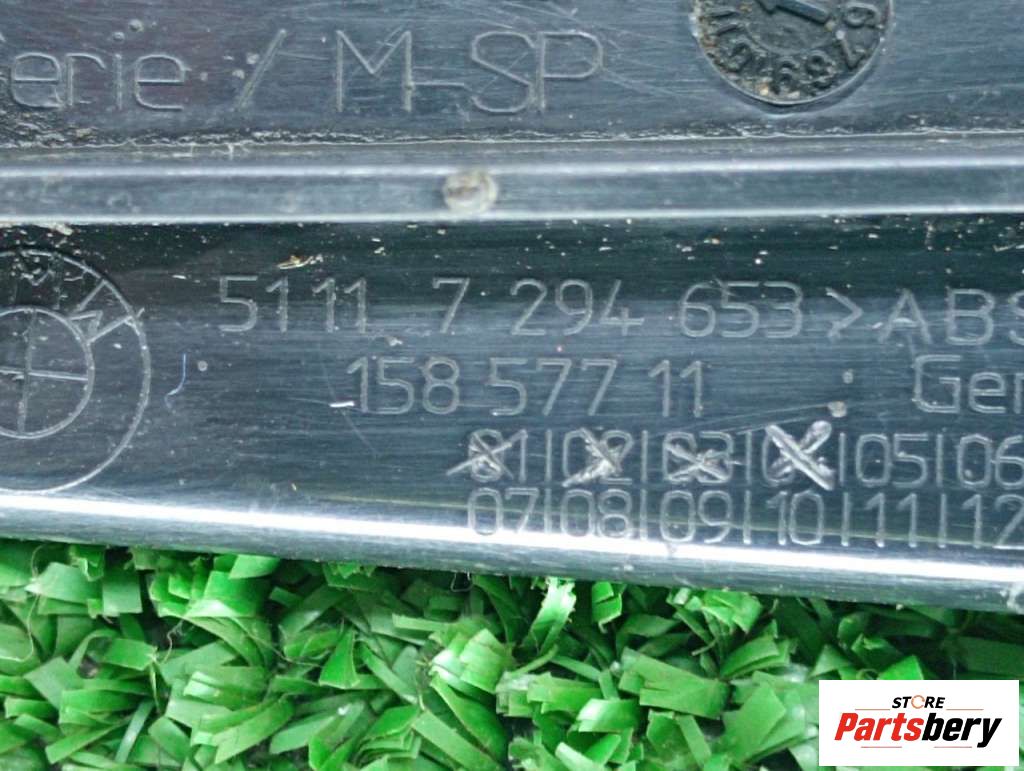 erie / M-SP
5111 7 294 653 >ABS
158 577 11
Ger
01|02|03|04|05|06
07|08|09|10|11|12
STORE
Partsbery